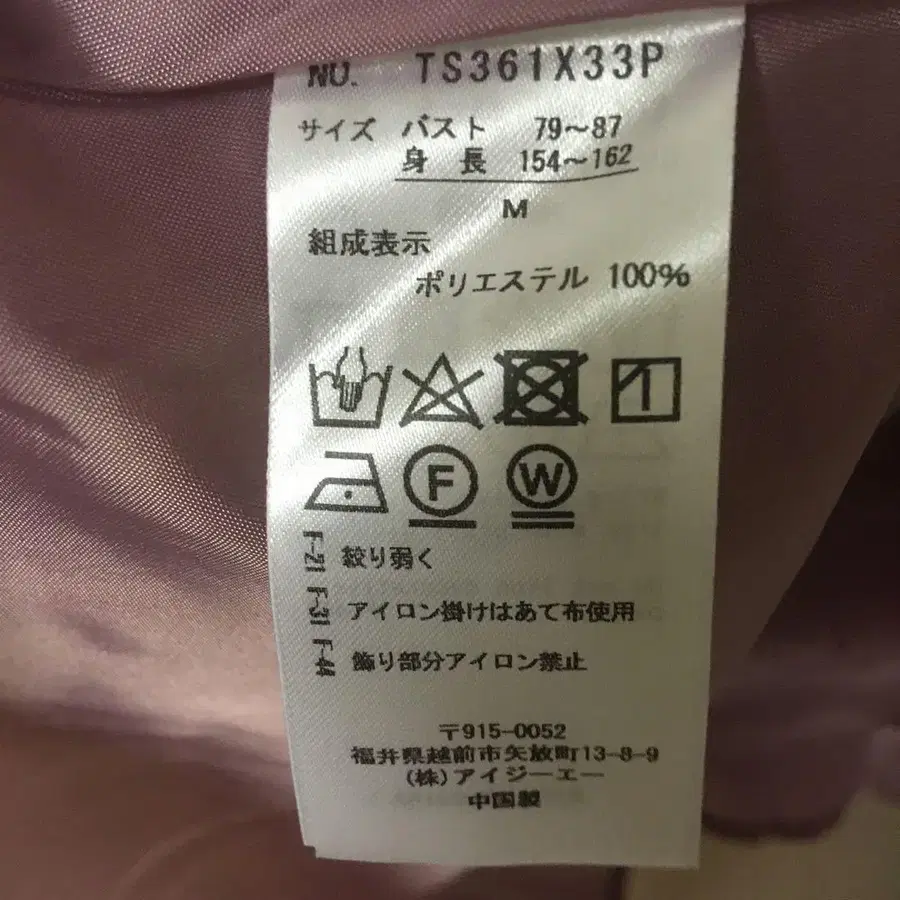 NO. TS361X33P
サイズ バスト 79～87
身長 154～162
M
組成表示
ポリエステル 100%
F W
F-21 絞り弱く
F-31 アイロン掛けはあて布使用
F-44 飾り部分アイロン禁止
〒915-0052
福井県越前市矢放町13-8-9
(株)アイジーエー
中国製